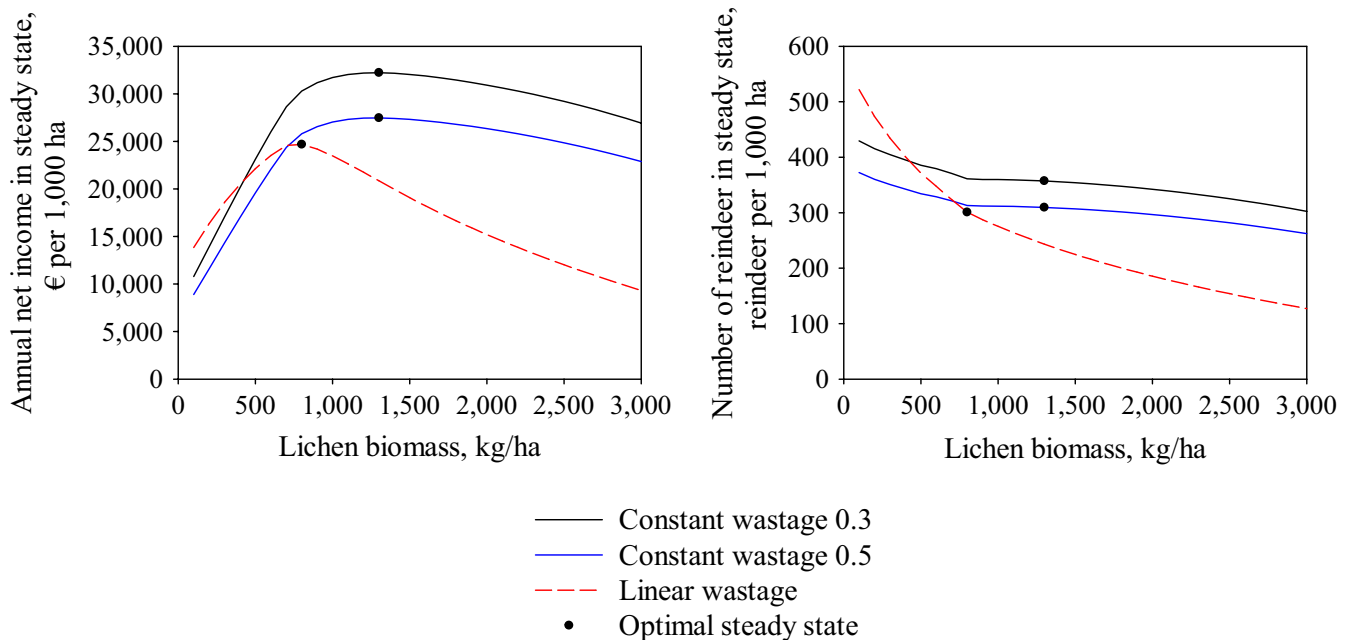 Annual net income in steady state,
€ per 1,000 ha
35,000
30,000
25,000
20,000
15,000
10,000
5,000
0
0 500 1,000 1,500 2,000 2,500 3,000
Lichen biomass, kg/ha
Number of reindeer in steady state,
reindeer per 1,000 ha
600
500
400
300
200
100
0
0 500 1,000 1,500 2,000 2,500 3,000
Lichen biomass, kg/ha
Constant wastage 0.3
Constant wastage 0.5
Linear wastage
Optimal steady state